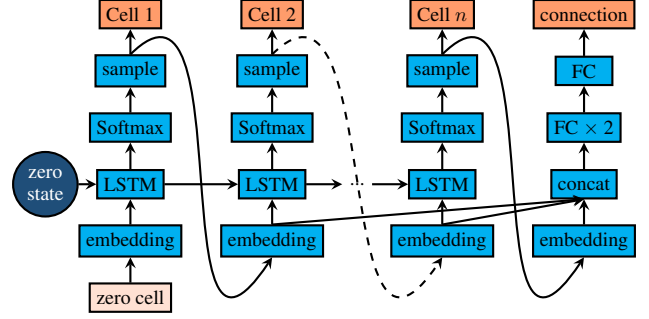 Cell 1
Cell 2
Cell n
connection
sample
sample
sample
FC
Softmax
Softmax
Softmax
FC × 2
zero
state
LSTM
LSTM
...
LSTM
concat
embedding
embedding
embedding
embedding
zero cell